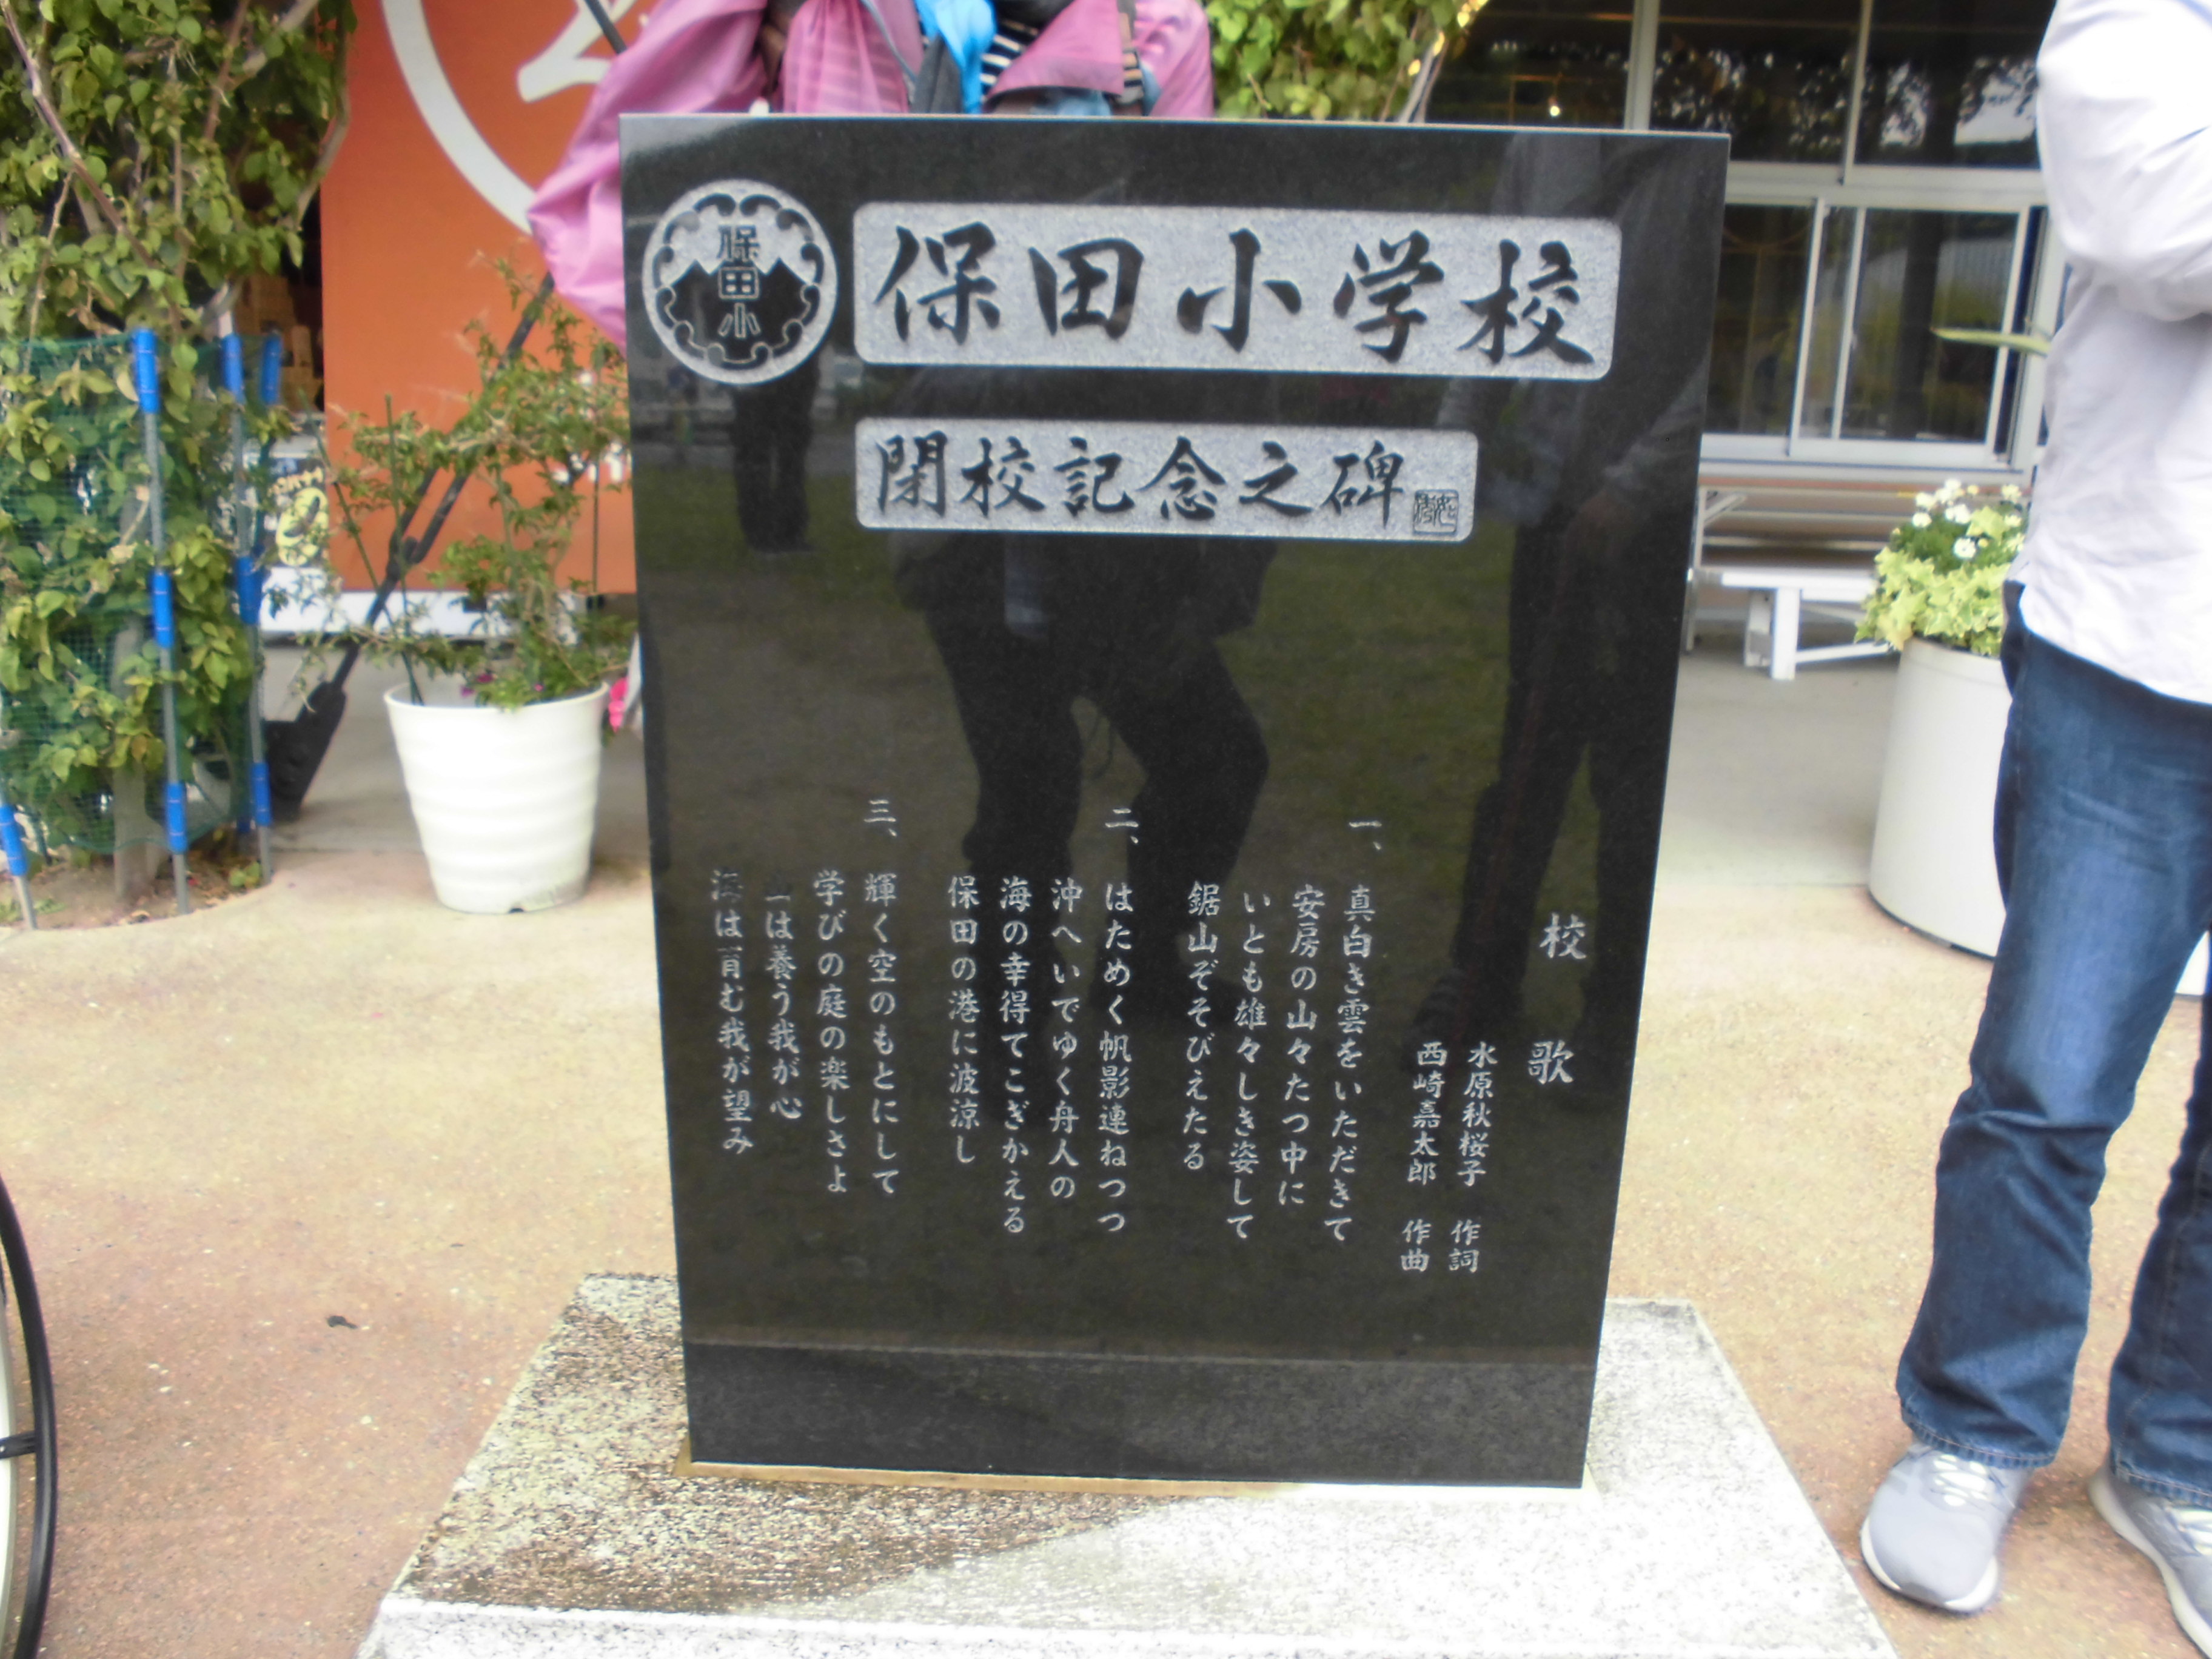 保田小
保田小学校
閉校記念之碑
校歌
水原秋桜子 作詞
西崎嘉太郎 作曲
一、真白き雲をいただきて
安房の山々たつ中に
いとも雄々しき姿して
鋸山ぞそびえたる
二、はためく帆影連ねつつ
沖へいでゆく舟人の
海の幸得てこぎかえる
保田の港に波涼し
三、輝く空のもとにして
学びの庭の楽しさよ
山は養う我が心
海は育む我が望み